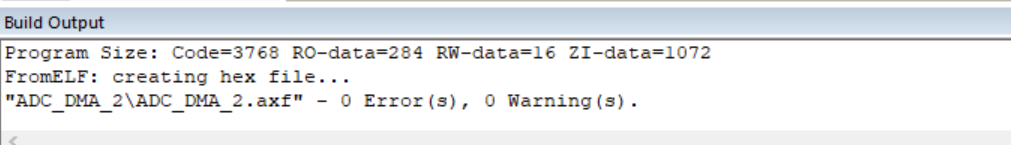 Build Output
Program Size: Code=3768 RO-data=284 RW-data=16 ZI-data=1072
FromELF: creating hex file...
"ADC_DMA_2\ADC_DMA_2.axf" - 0 Error(s), 0 Warning(s).